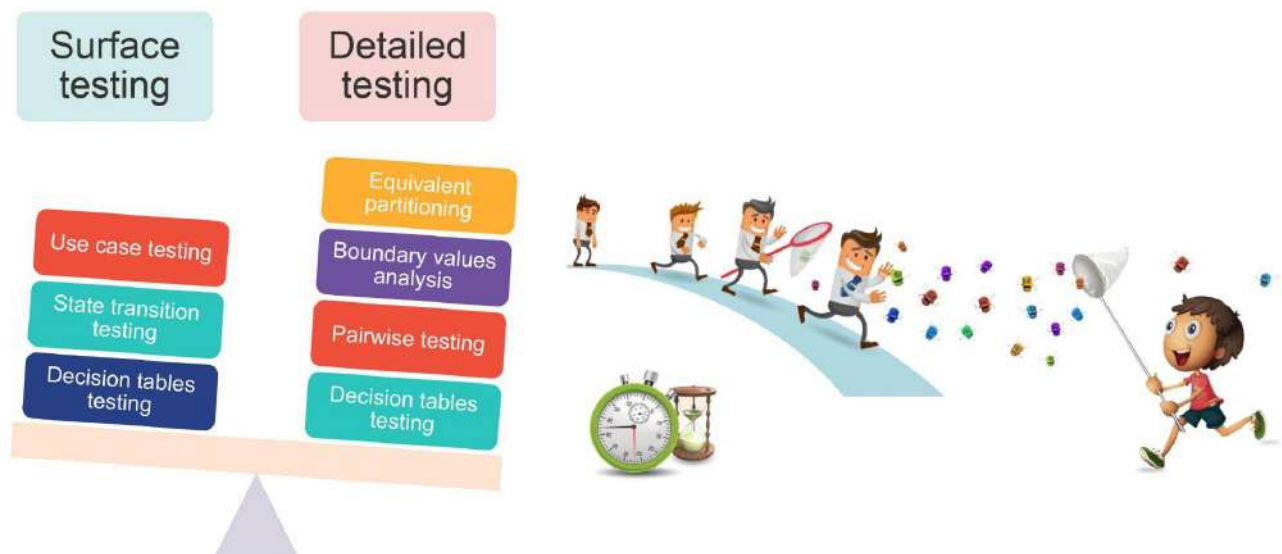 Surface
testing
Detailed
testing
Use case testing
State transition
testing
Decision tables
testing
Equivalent
partitioning
Boundary values
analysis
Pairwise testing
Decision tables
testing